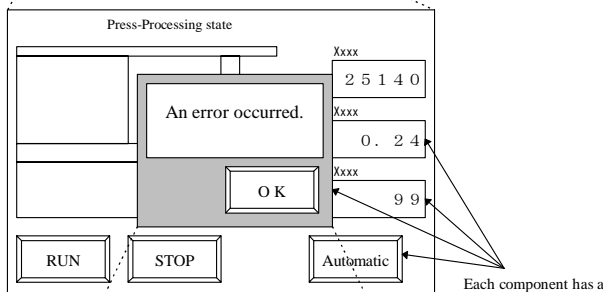 Press-Processing state
Xxxx
２５１４０
An error occurred.
Xxxx
０．２４
Xxxx
９９
ＯＫ
RUN
STOP
Automatic
Each component has a